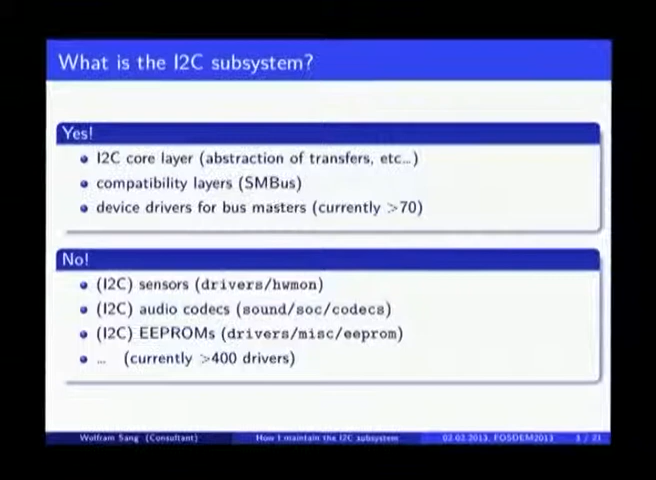 What is the I2C subsystem?
Yes!
I2C core layer (abstraction of transfers, etc...)
compatibility layers (SMBus)
device drivers for bus masters (currently >70)
No!
(I2C) sensors (drivers/hwmon)
(I2C) audio codecs (sound/soc/codecs)
(I2C) EEPROMs (drivers/misc/eeprom)
... (currently >400 drivers)
Wolfram Sang (Consultant) How I maintain the I2C subsystem 02.02.2013, FOSDEM2013 3 / 21